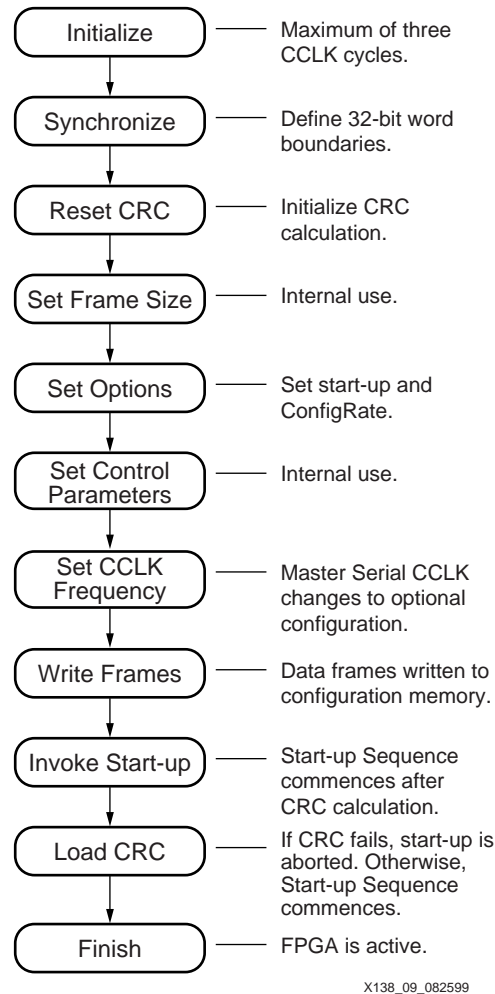 Initialize
Maximum of three
CCLK cycles.
Synchronize
Define 32-bit word
boundaries.
Reset CRC
Initialize CRC
calculation.
Set Frame Size
Internal use.
Set Options
Set start-up and
ConfigRate.
Set Control
Parameters
Internal use.
Set CCLK
Frequency
Master Serial CCLK
changes to optional
configuration.
Write Frames
Data frames written to
configuration memory.
Invoke Start-up
Start-up Sequence
commences after
CRC calculation.
Load CRC
If CRC fails, start-up is
aborted. Otherwise,
Start-up Sequence
commences.
Finish
FPGA is active.
X138_09_082599